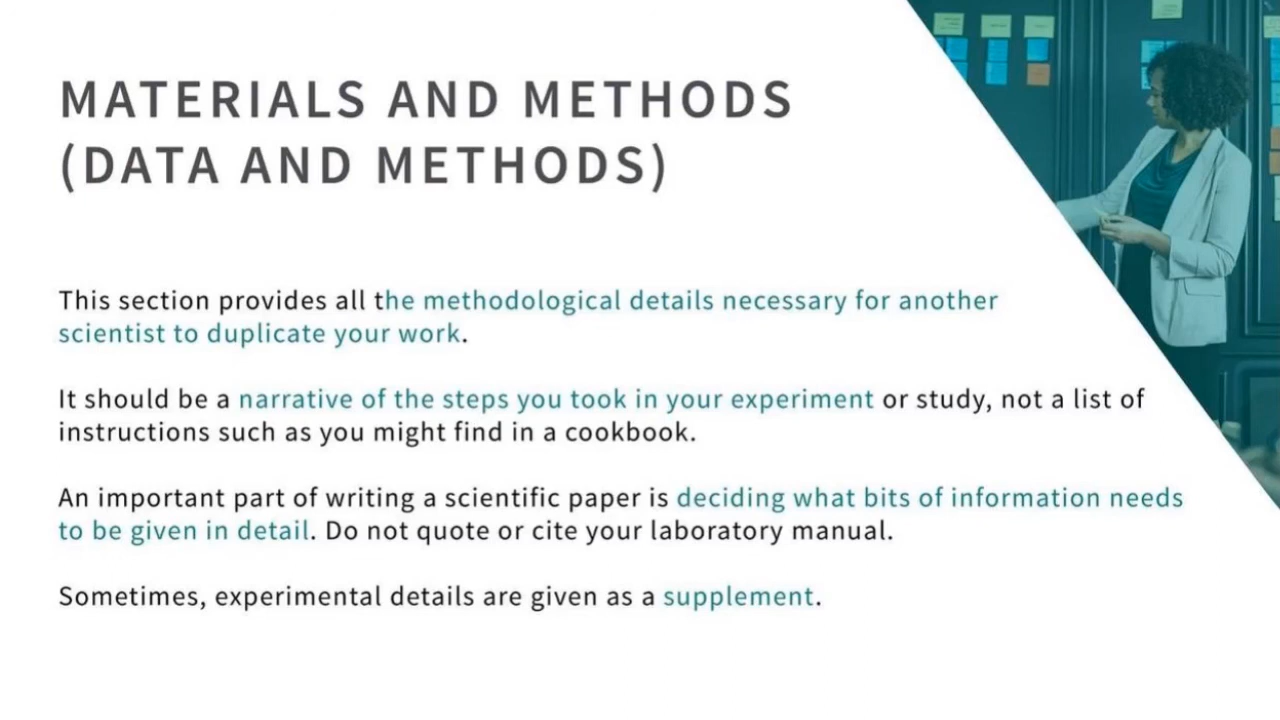 MATERIALS AND METHODS
(DATA AND METHODS)
This section provides all the methodological details necessary for another
scientist to duplicate your work.
It should be a narrative of the steps you took in your experiment or study, not a list of
instructions such as you might find in a cookbook.
An important part of writing a scientific paper is deciding what bits of information needs
to be given in detail. Do not quote or cite your laboratory manual.
Sometimes, experimental details are given as a supplement.